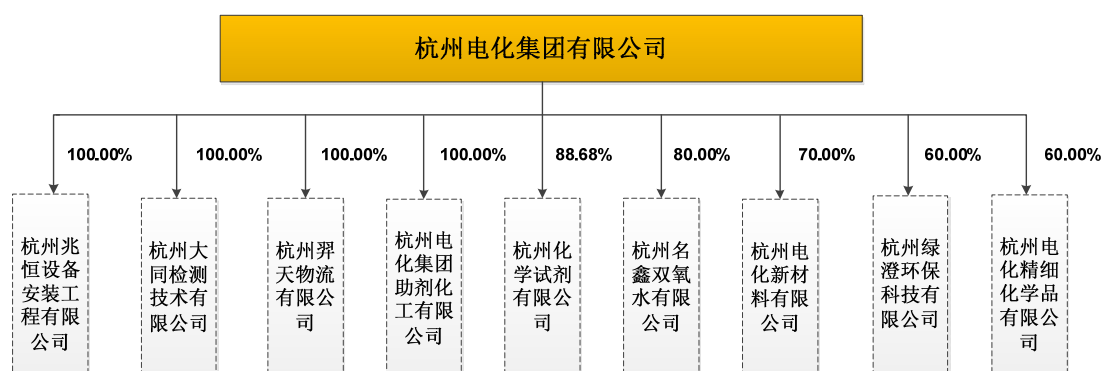 杭州电化集团有限公司
100.00%
100.00%
100.00%
100.00%
88.68%
80.00%
70.00%
60.00%
60.00%
杭州兆
恒设备
安装工
程有限
公司
杭州大
同检测
技术有
限公司
杭州羿
天物流
有限公
司
杭州电
化集团
助剂化
工有限
公司
杭州化
学试剂
有限公
司
杭州名
鑫双氧
水有限
公司
杭州电
化新材
料有限
公司
杭州绿
澄环保
科技有
限公司
杭州电
化精细
化学品
有限公
司